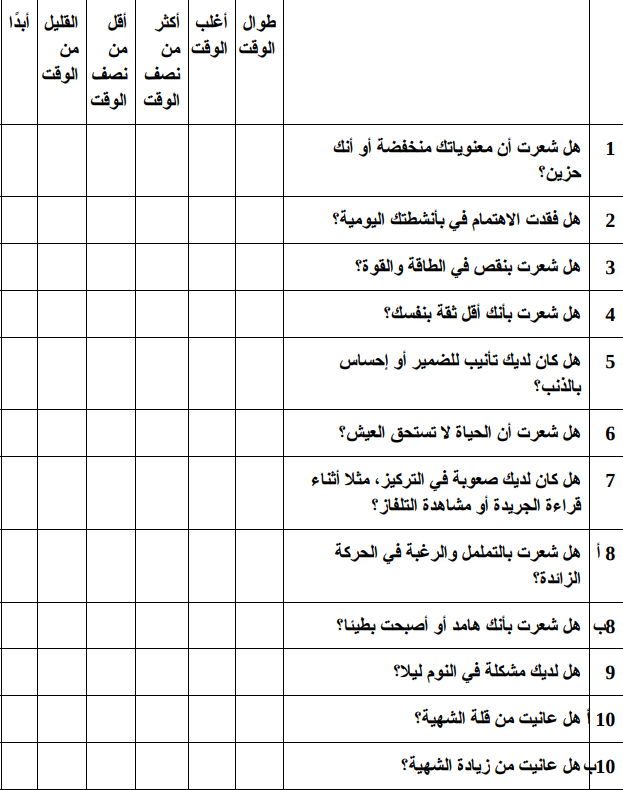 طوال الوقت
أغلب الوقت
أكثر من نصف الوقت
أقل من نصف الوقت
القليل من الوقت
أبدًا
1 هل شعرت أن معنوياتك منخفضة أو أنك
حزين؟
2 هل فقدت الاهتمام في بأنشطتك اليومية؟
3 هل شعرت بنقص في الطاقة والقوة؟
4 هل شعرت بأنك أقل ثقة بنفسك؟
5 هل كان لديك تأنيب للضمير أو إحساس
بالذنب؟
6 هل شعرت أن الحياة لا تستحق العيش؟
7 هل كان لديك صعوبة في التركيز، مثلا أثناء
قراءة الجريدة أو مشاهدة التلفاز؟
8 أ هل شعرت بالتململ والرغبة في الحركة
الزائدة؟
8ب هل شعرت بأنك هامد أو أصبحت بطيئا؟
9 هل لديك مشكلة في النوم ليلا؟
10 أ هل عانيت من قلة الشهية؟
10ب هل عانيت من زيادة الشهية؟